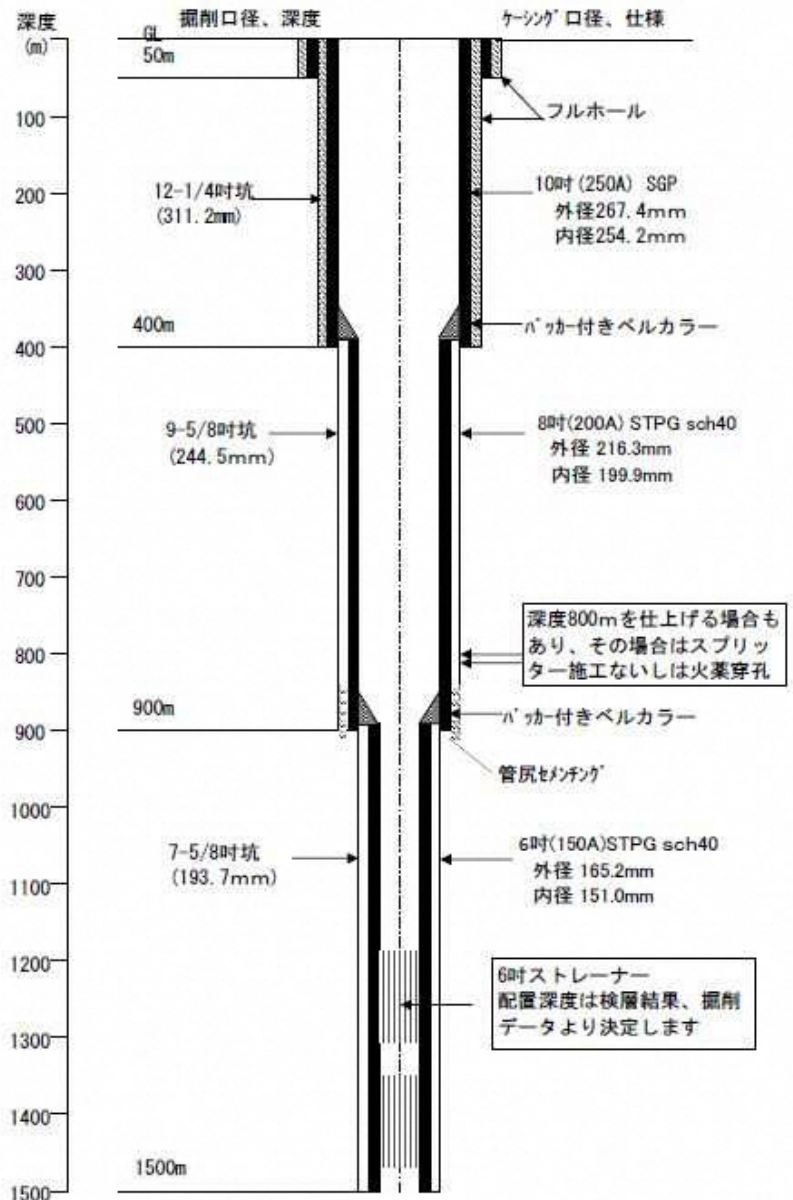 深度
(m)
掘削口径、深度
ｹｰｼﾝｸﾞ口径、仕様
GL
50m
フルホール
100
12-1/4吋坑
(311.2mm)
10吋(250A) SGP
外径267.4mm
内径254.2mm
200
300
400m
ﾊﾟｯｶｰ付きベルカラー
400
9-5/8吋坑
(244.5mm)
8吋(200A) STPG sch40
外径 216.3mm
内径 199.9mm
500
600
700
深度800mを仕上げる場合も
あり、その場合はスプリッ
ター施工ないしは火薬穿孔
800
900m
ﾊﾟｯｶｰ付きベルカラー
900
管尻ｾﾒﾝﾁﾝｸﾞ
1000
7-5/8吋坑
(193.7mm)
6吋(150A)STPG sch40
外径 165.2mm
内径 151.0mm
1100
1200
6吋ストレーナー
配置深度は検層結果、掘削
データより決定します
1300
1400
1500m
1500